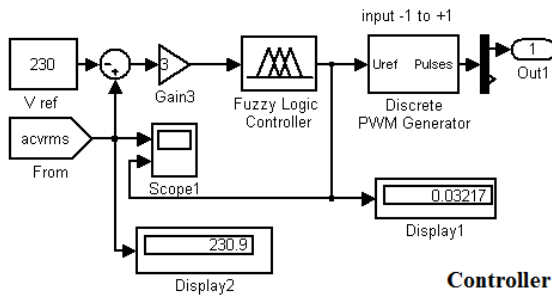 input -1 to +1
230
- +
3
Uref Pulses
1
V ref
Gain3
Fuzzy Logic
Controller
Discrete
PWM Generator
Out1
acvrms
From
Scope1
0.03217
Display1
230.9
Display2
Controller